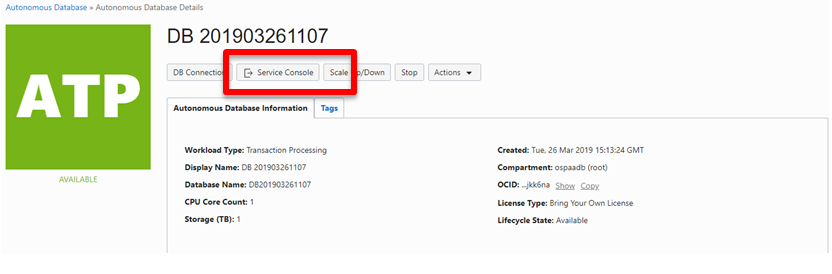 Autonomous Database » Autonomous Database Details
ATP
AVAILABLE
DB 201903261107
DB Connection
Service Console
Scale Up/Down
Stop
Actions
Autonomous Database Information
Tags
Workload Type: Transaction Processing
Display Name: DB 201903261107
Database Name: DB201903261107
CPU Core Count: 1
Storage (TB): 1
Created: Tue, 26 Mar 2019 15:13:24 GMT
Compartment: ospaadb (root)
OCID: ...jkk6na Show Copy
License Type: Bring Your Own License
Lifecycle State: Available